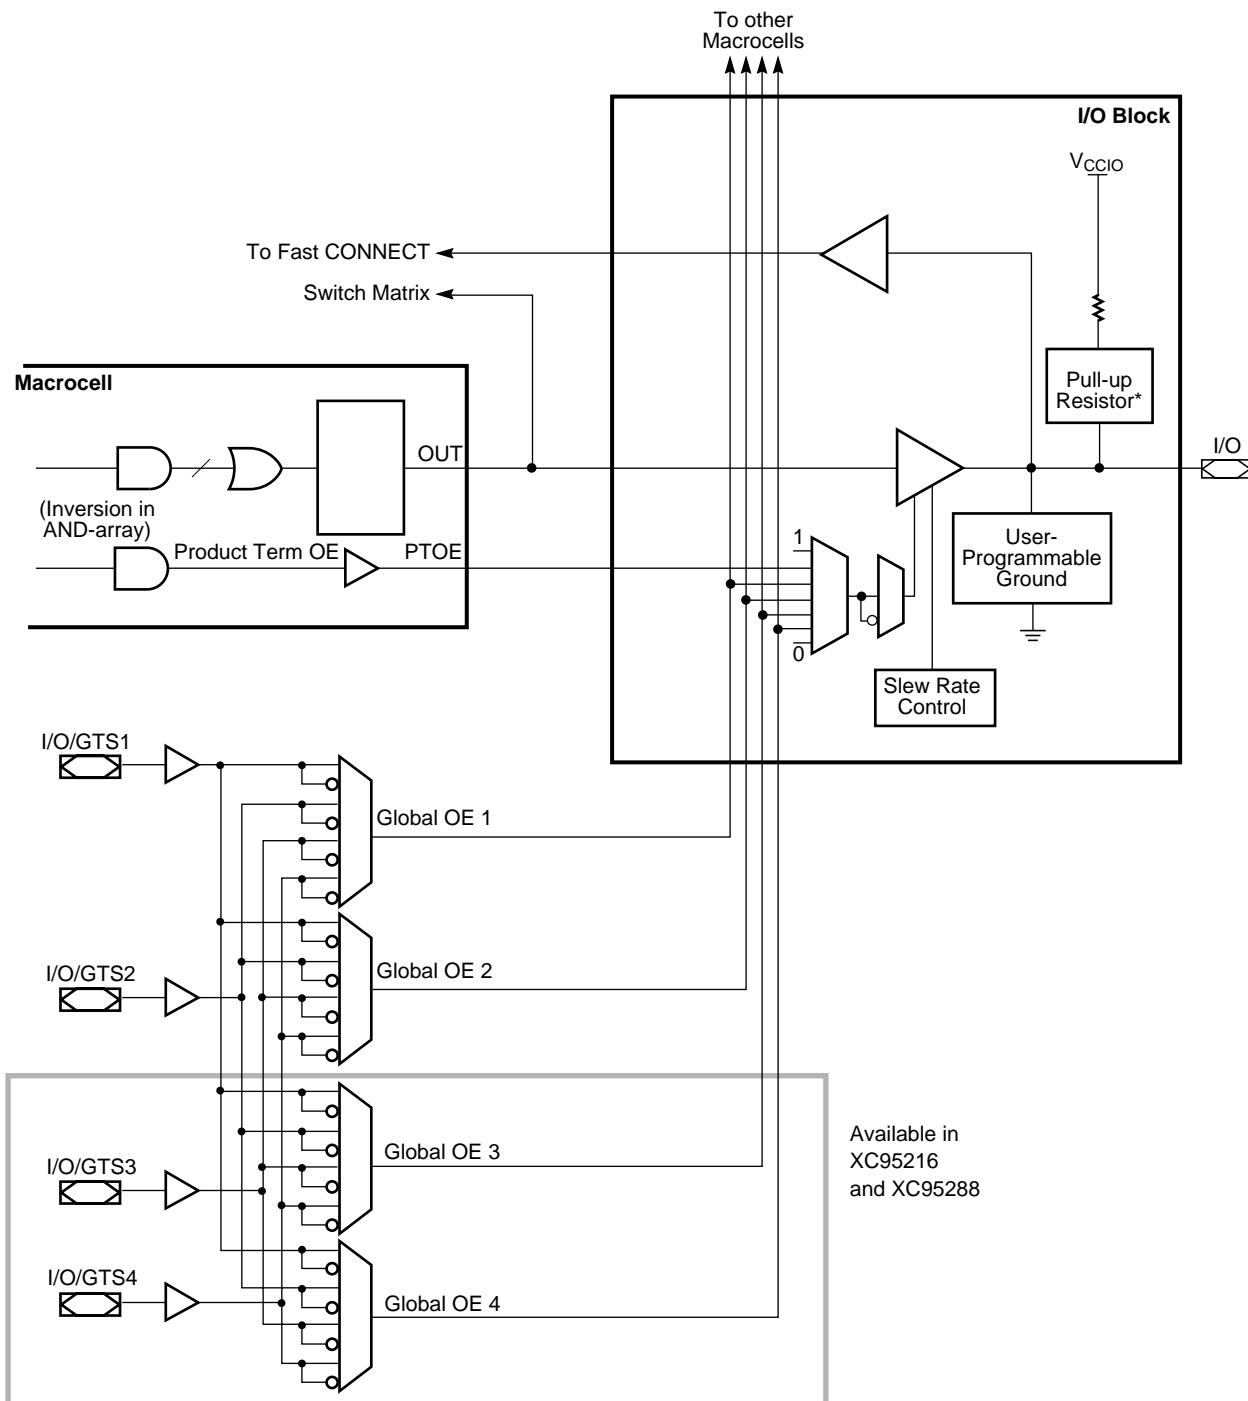 To other
Macrocells
I/O Block
VCCIO
To Fast CONNECT
Switch Matrix
Pull-up
Resistor*
Macrocell
OUT
I/O
(Inversion in
AND-array)
Product Term OE
PTOE
1
User-
Programmable
Ground
0
Slew Rate
Control
I/O/GTS1
Global OE 1
I/O/GTS2
Global OE 2
I/O/GTS3
Global OE 3
Available in
XC95216
and XC95288
I/O/GTS4
Global OE 4